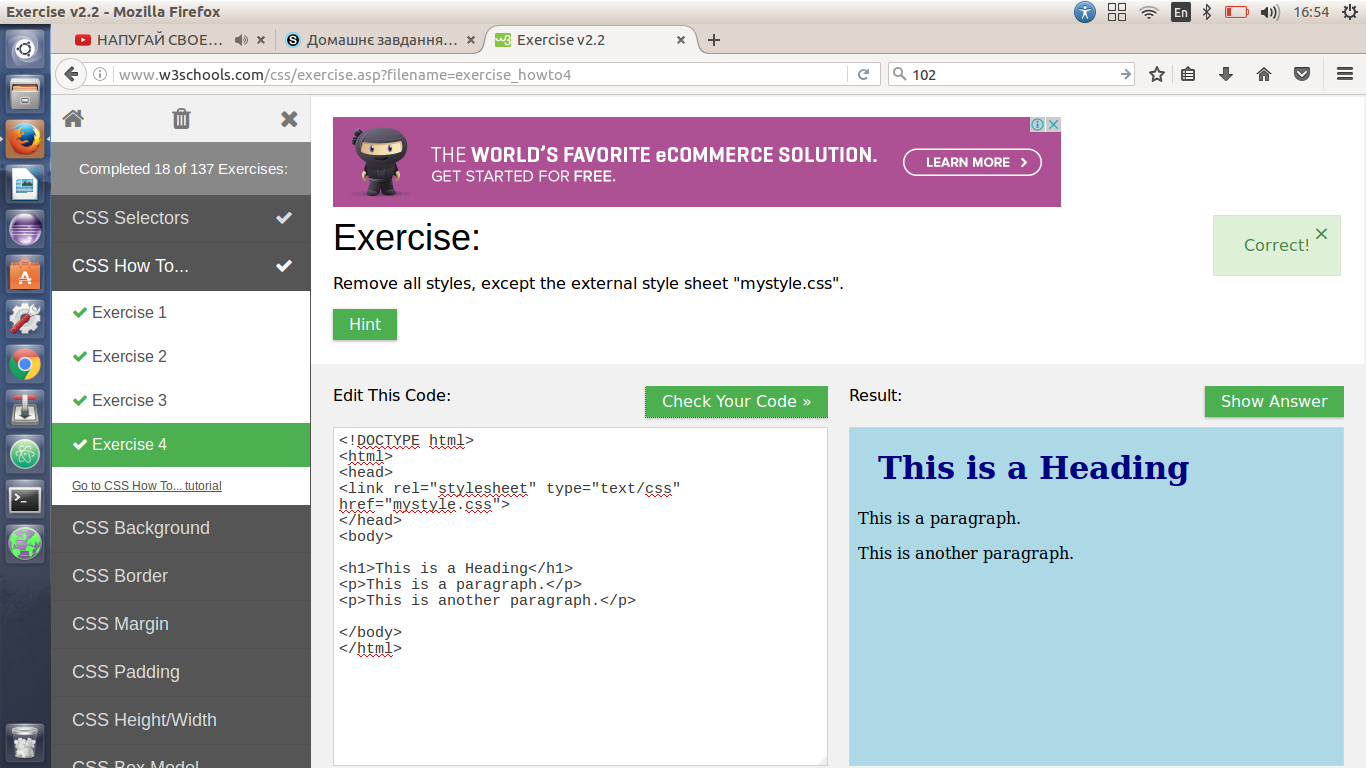 Exercise v2.2 - Mozilla Firefox
En
16:54
НАПУГАЙ СВОЕ…
Домашнє завдання…
Exercise v2.2
www.w3schools.com/css/exercise.asp?filename=exercise_howto4
102
Completed 18 of 137 Exercises:
CSS Selectors
CSS How To...
Exercise 1
Exercise 2
Exercise 3
Exercise 4
Go to CSS How To... tutorial
CSS Background
CSS Border
CSS Margin
CSS Padding
CSS Height/Width
CSS Box Model
THE WORLD'S FAVORITE eCOMMERCE SOLUTION.
GET STARTED FOR FREE.
LEARN MORE
Exercise:
Correct!
Remove all styles, except the external style sheet "mystyle.css".
Hint
Edit This Code:
Check Your Code »
<!DOCTYPE html>
<html>
<head>
<link rel="stylesheet" type="text/css"
href="mystyle.css">
</head>
<body>
<h1>This is a Heading</h1>
<p>This is a paragraph.</p>
<p>This is another paragraph.</p>
</body>
</html>
Result:
Show Answer
This is a Heading
This is a paragraph.
This is another paragraph.